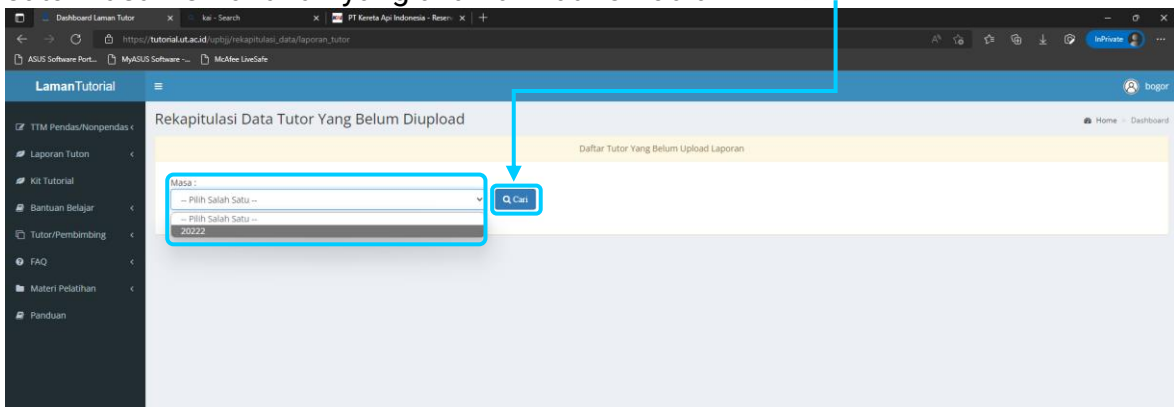 Dashboard Laman Tutor
kai - Search
PT Kereta Api Indonesia - Reserv
https://tutorial.ut.ac.id/upbjj/rekapitulasi_data/laporan_tutor
InPrivate
ASUS Software Port... MyASUS Software -... McAfee LiveSafe
LamanTutorial
bogor
Rekapitulasi Data Tutor Yang Belum Diupload
Home Dashboard
TTM Pendas/Nonpendas
Daftar Tutor Yang Belum Upload Laporan
Laporan Tuton
Kit Tutorial
Masa :
-- Pilih Salah Satu --
Cari
Bantuan Belajar
-- Pilih Salah Satu --
20222
Tutor/Pembimbing
FAQ
Materi Pelatihan
Panduan